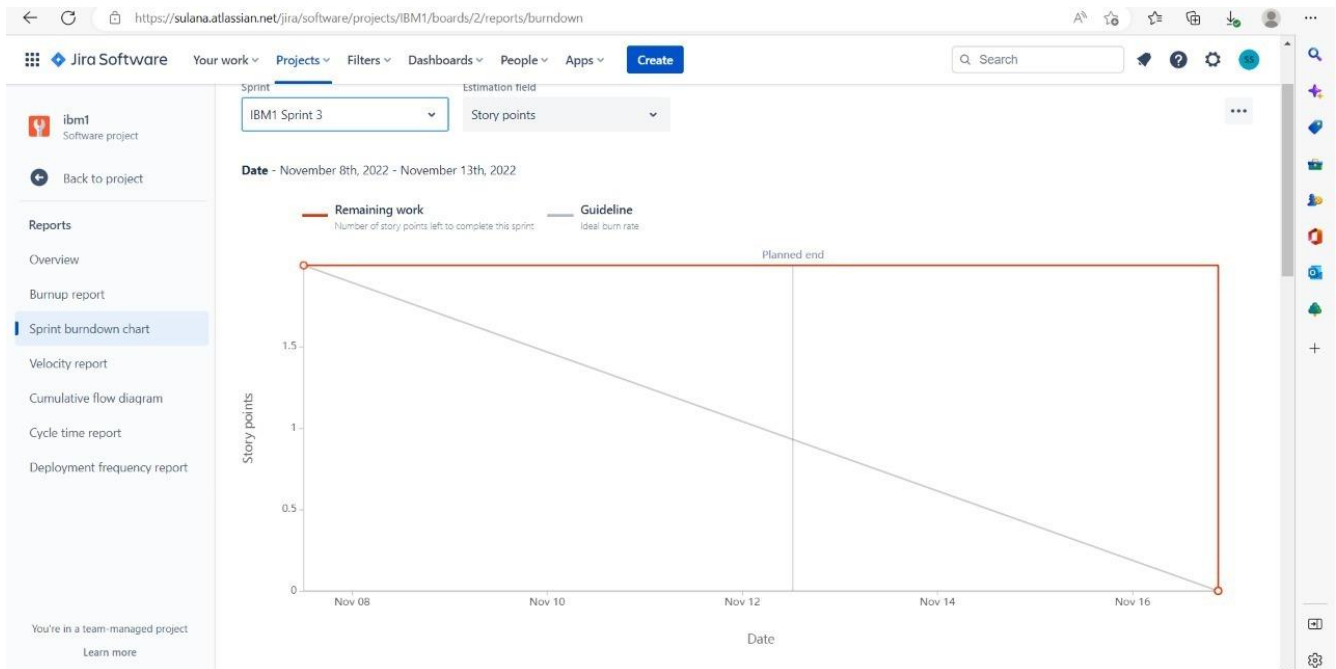 https://sulana.atlassian.net/jira/software/projects/IBM1/boards/2/reports/burndown
Jira Software
Your work
Projects
Filters
Dashboards
People
Apps
Create
Search
SS
ibm1
Software project
Back to project
Reports
Overview
Burnup report
Sprint burndown chart
Velocity report
Cumulative flow diagram
Cycle time report
Deployment frequency report
You're in a team-managed project
Learn more
Sprint
Estimation field
IBM1 Sprint 3
Story points
Date - November 8th, 2022 - November 13th, 2022
Remaining work
Number of story points left to complete this sprint
Guideline
Ideal burn rate
Planned end
Story points
1.5
1
0.5
0
Nov 08
Nov 10
Nov 12
Nov 14
Nov 16
Date